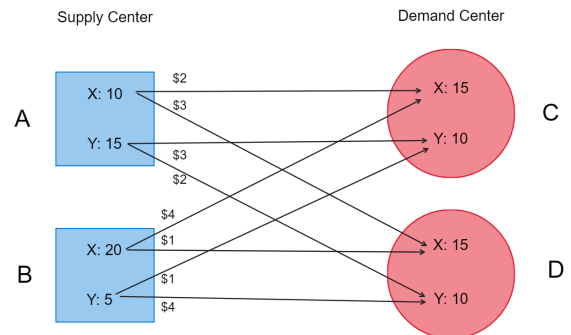 Supply Center
Demand Center
A
X: 10
Y: 15
$2
$3
$3
$2
X: 15
Y: 10
C
B
X: 20
Y: 5
$4
$1
$1
$4
X: 15
Y: 10
D